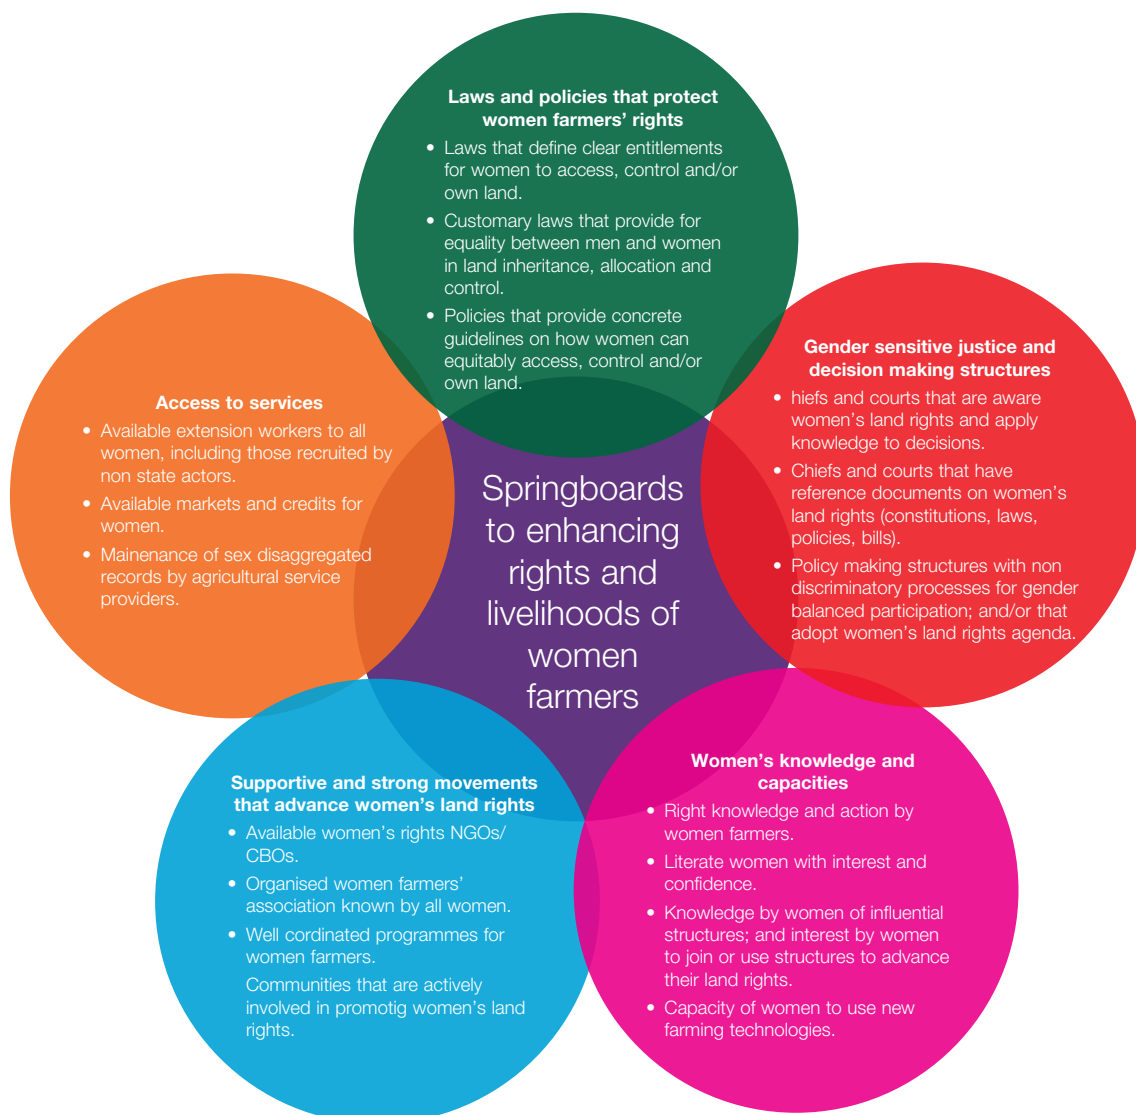 Laws and policies that protect
women farmers' rights
• Laws that define clear entitlements
for women to access, control and/or
own land.
• Customary laws that provide for
equality between men and women
in land inheritance, allocation and
control.
• Policies that provide concrete
guidelines on how women can
equitably access, control and/or
own land.
Gender sensitive justice and
decision making structures
• hiefs and courts that are aware
women's land rights and apply
knowledge to decisions.
• Chiefs and courts that have
reference documents on women's
land rights (constitutions, laws,
policies, bills).
• Policy making structures with non
discriminatory processes for gender
balanced participation; and/or that
adopt women's land rights agenda.
Access to services
• Available extension workers to all
women, including those recruited by
non state actors.
• Available markets and credits for
women.
• Mainenance of sex disaggregated
records by agricultural service
providers.
Springboards
to enhancing
rights and
livelihoods of
women
farmers
Supportive and strong movements
that advance women's land rights
• Available women's rights NGOs/
CBOs.
• Organised women farmers'
association known by all women.
• Well cordinated programmes for
women farmers.
Communities that are actively
involved in promotig women's land
rights.
Women's knowledge and
capacities
• Right knowledge and action by
women farmers.
• Literate women with interest and
confidence.
• Knowledge by women of influential
structures; and interest by women
to join or use structures to advance
their land rights.
• Capacity of women to use new
farming technologies.